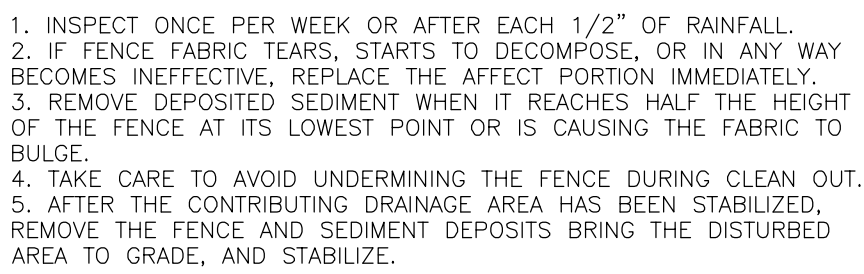 1. INSPECT ONCE PER WEEK OR AFTER EACH 1/2" OF RAINFALL.
2. IF FENCE FABRIC TEARS, STARTS TO DECOMPOSE, OR IN ANY WAY
BECOMES INEFFECTIVE, REPLACE THE AFFECT PORTION IMMEDIATELY.
3. REMOVE DEPOSITED SEDIMENT WHEN IT REACHES HALF THE HEIGHT
OF THE FENCE AT ITS LOWEST POINT OR IS CAUSING THE FABRIC TO
BULGE.
4. TAKE CARE TO AVOID UNDERMINING THE FENCE DURING CLEAN OUT.
5. AFTER THE CONTRIBUTING DRAINAGE AREA HAS BEEN STABILIZED,
REMOVE THE FENCE AND SEDIMENT DEPOSITS BRING THE DISTURBED
AREA TO GRADE, AND STABILIZE.